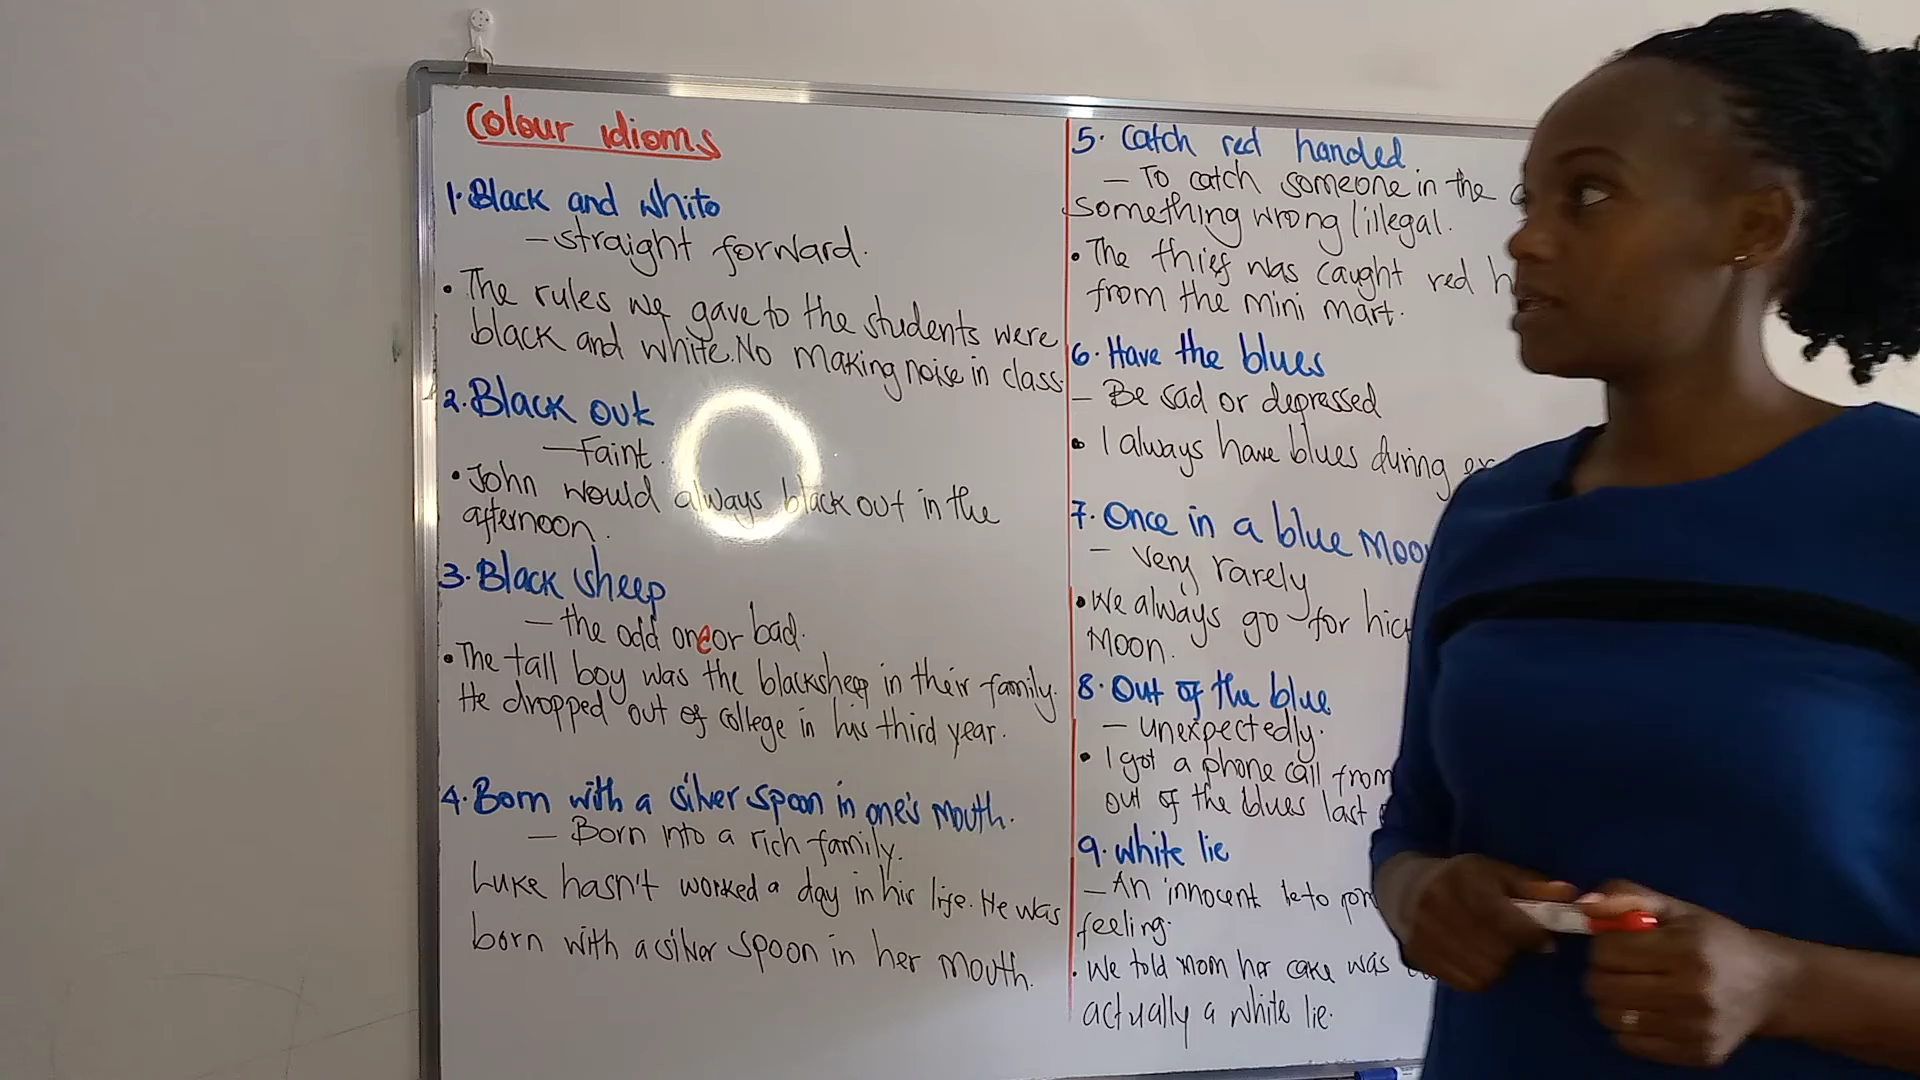 Colour idioms
1. Black and white
– straight forward.
• The rules we gave to the students were
black and white. No making noise in class.
2. Black out
– Faint.
• John would always black out in the
afternoon.
3. Black sheep
– the odd one or bad.
• The tall boy was the blacksheep in their family.
He dropped out of college in his third year.
4. Born with a silver spoon in one's mouth.
– Born into a rich family.
Luke hasn't worked a day in his life. He was
born with a silver spoon in her mouth.
5. Catch red handed.
– To catch someone in the
something wrong / illegal.
• The thief was caught red
from the mini mart.
6. Have the blues
– Be sad or depressed
• I always have blues during
7. Once in a blue
– Very rarely
• We always go for
Moon.
8. Out of the blue
– unexpectedly.
• I got a phone call from
out of the blues last
9. White lie
– An innocent
feeling.
• We told mom her cake was
actually a white lie.